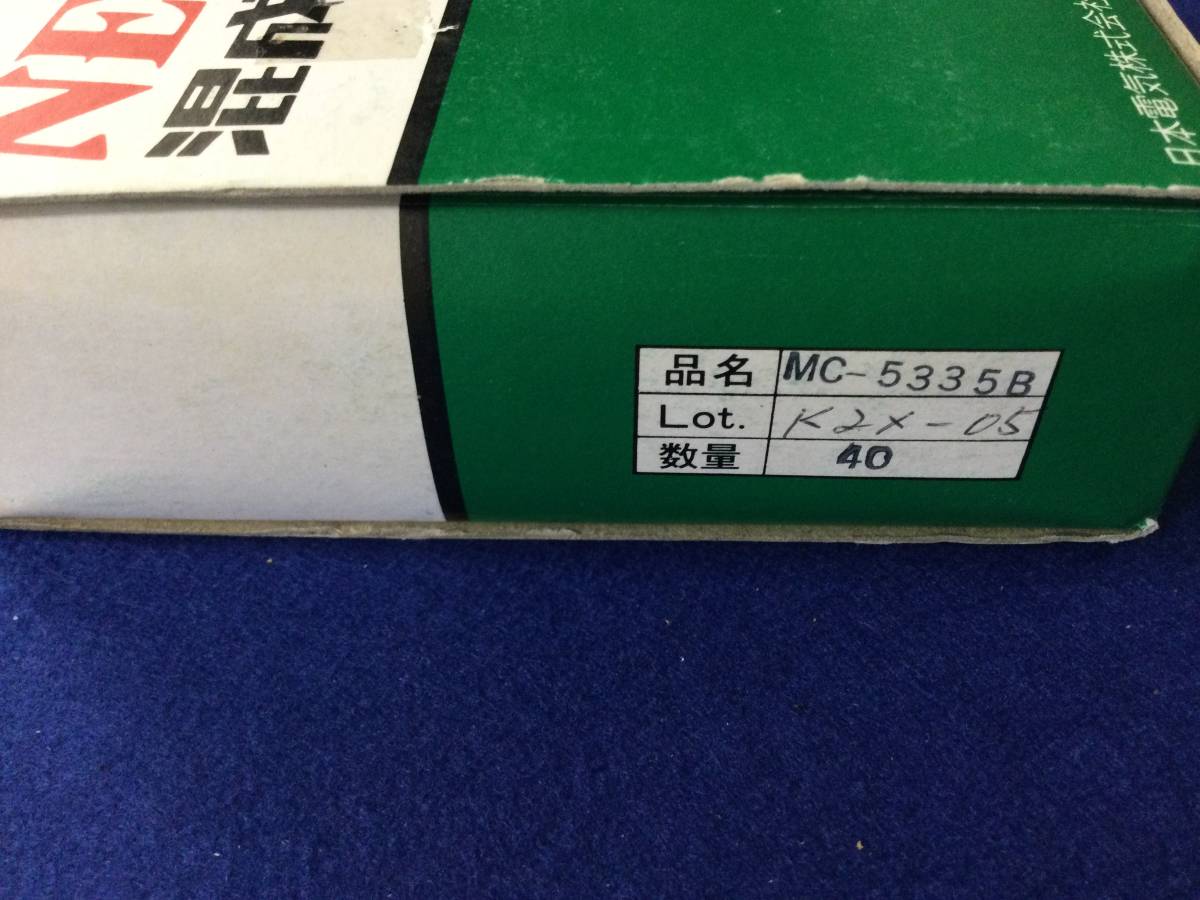 NE
混成
日本電気株式会社
品名 MC-5335B
Lot. K2X-05
数量 40